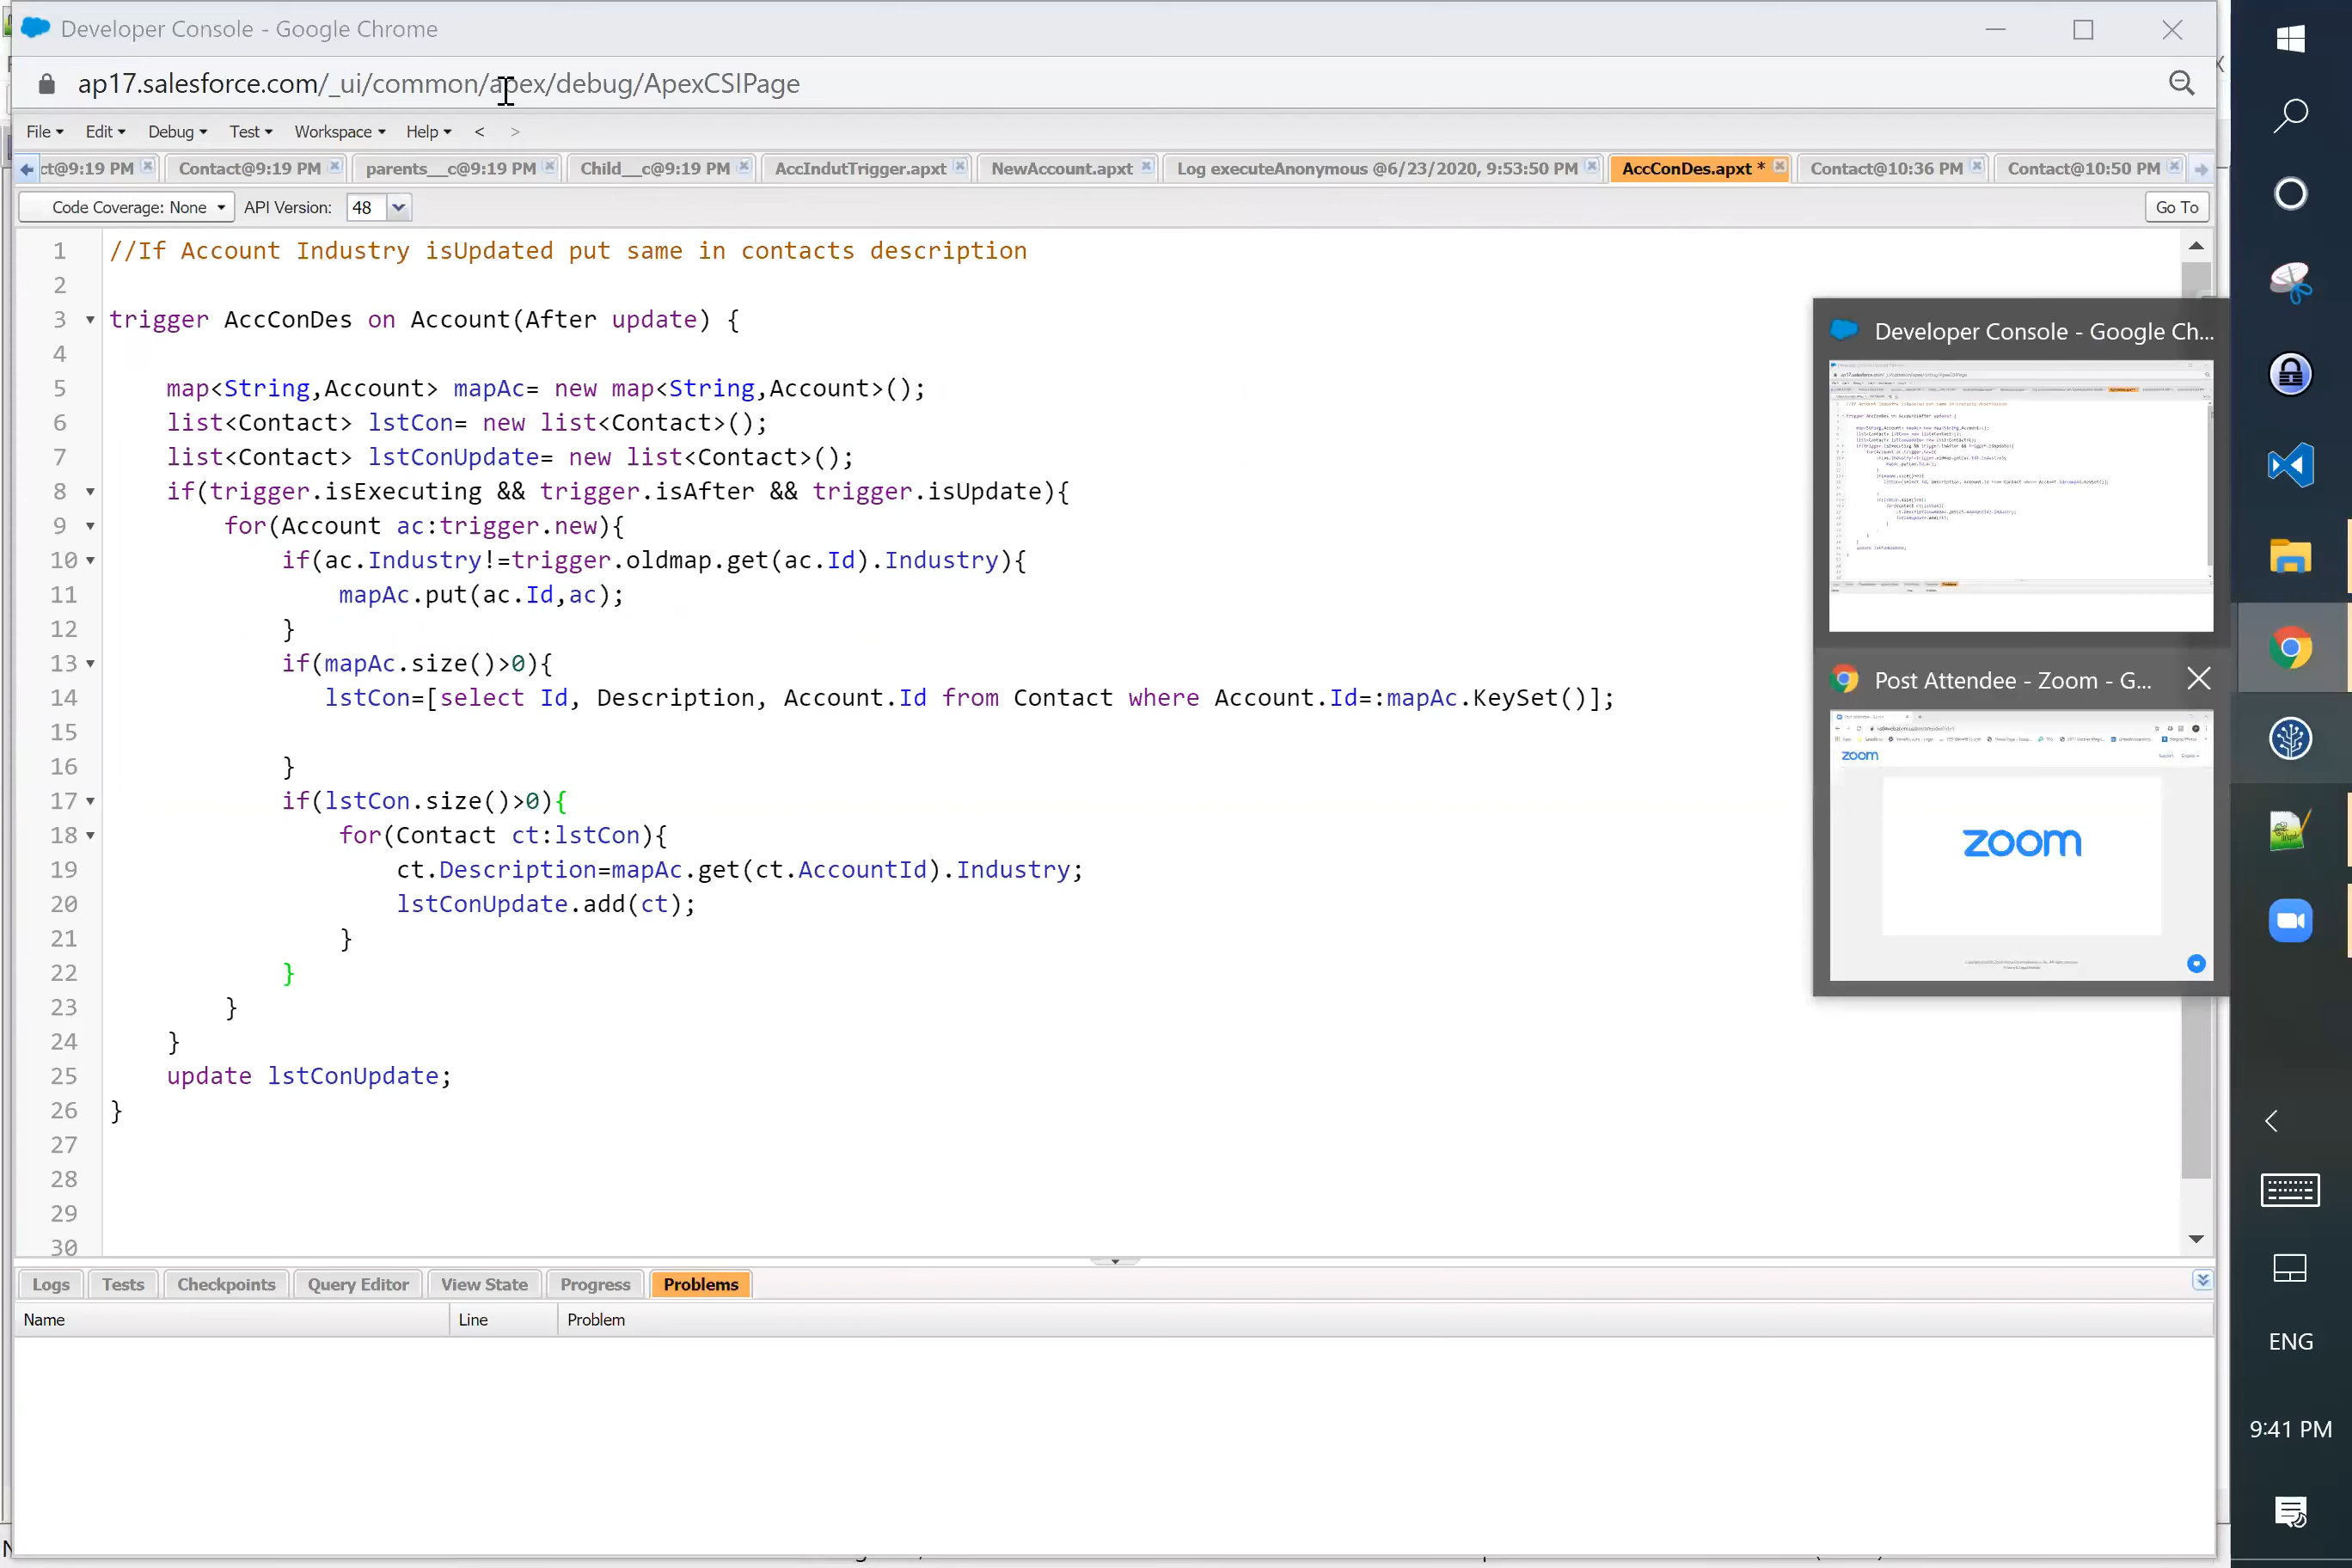 Developer Console - Google Chrome
ap17.salesforce.com/_ui/common/apex/debug/ApexCSIPage
File Edit Debug Test Workspace Help < >
ct@9:19 PM Contact@9:19 PM parents__c@9:19 PM Child__c@9:19 PM AccIndutTrigger.apxt NewAccount.apxt Log executeAnonymous @6/23/2020, 9:53:50 PM AccConDes.apxt * Contact@10:36 PM Contact@10:50 PM
Code Coverage: None API Version: 48 Go To
1 //If Account Industry isUpdated put same in contacts description
2
3 trigger AccConDes on Account(After update) {
4
5 map<String,Account> mapAc= new map<String,Account>();
6 list<Contact> lstCon= new list<Contact>();
7 list<Contact> lstConUpdate= new list<Contact>();
8 if(trigger.isExecuting && trigger.isAfter && trigger.isUpdate){
9 for(Account ac:trigger.new){
10 if(ac.Industry!=trigger.oldmap.get(ac.Id).Industry){
11 mapAc.put(ac.Id,ac);
12 }
13 if(mapAc.size()>0){
14 lstCon=[select Id, Description, Account.Id from Contact where Account.Id=:mapAc.KeySet()];
15
16 }
17 if(lstCon.size()>0){
18 for(Contact ct:lstCon){
19 ct.Description=mapAc.get(ct.AccountId).Industry;
20 lstConUpdate.add(ct);
21 }
22 }
23 }
24 }
25 update lstConUpdate;
26 }
27
28
29
30
Logs Tests Checkpoints Query Editor View State Progress Problems
Name Line Problem
Developer Console - Google Ch...
Post Attendee - Zoom - G...
zoom
zoom
ENG
9:41 PM